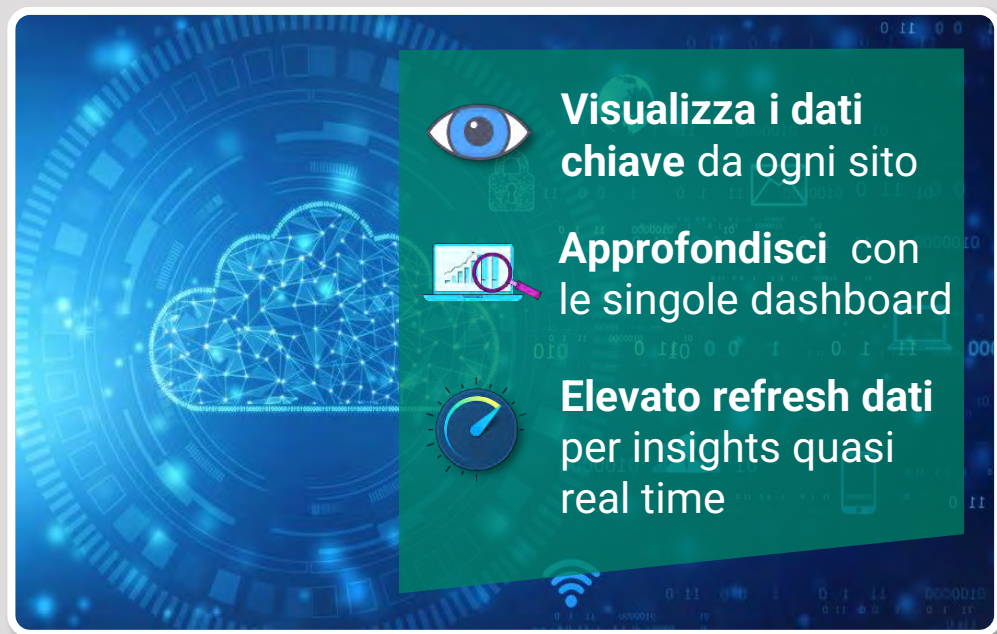 Visualizza i dati
chiave da ogni sito
Approfondisci con
le singole dashboard
Elevato refresh dati
per insights quasi
real time